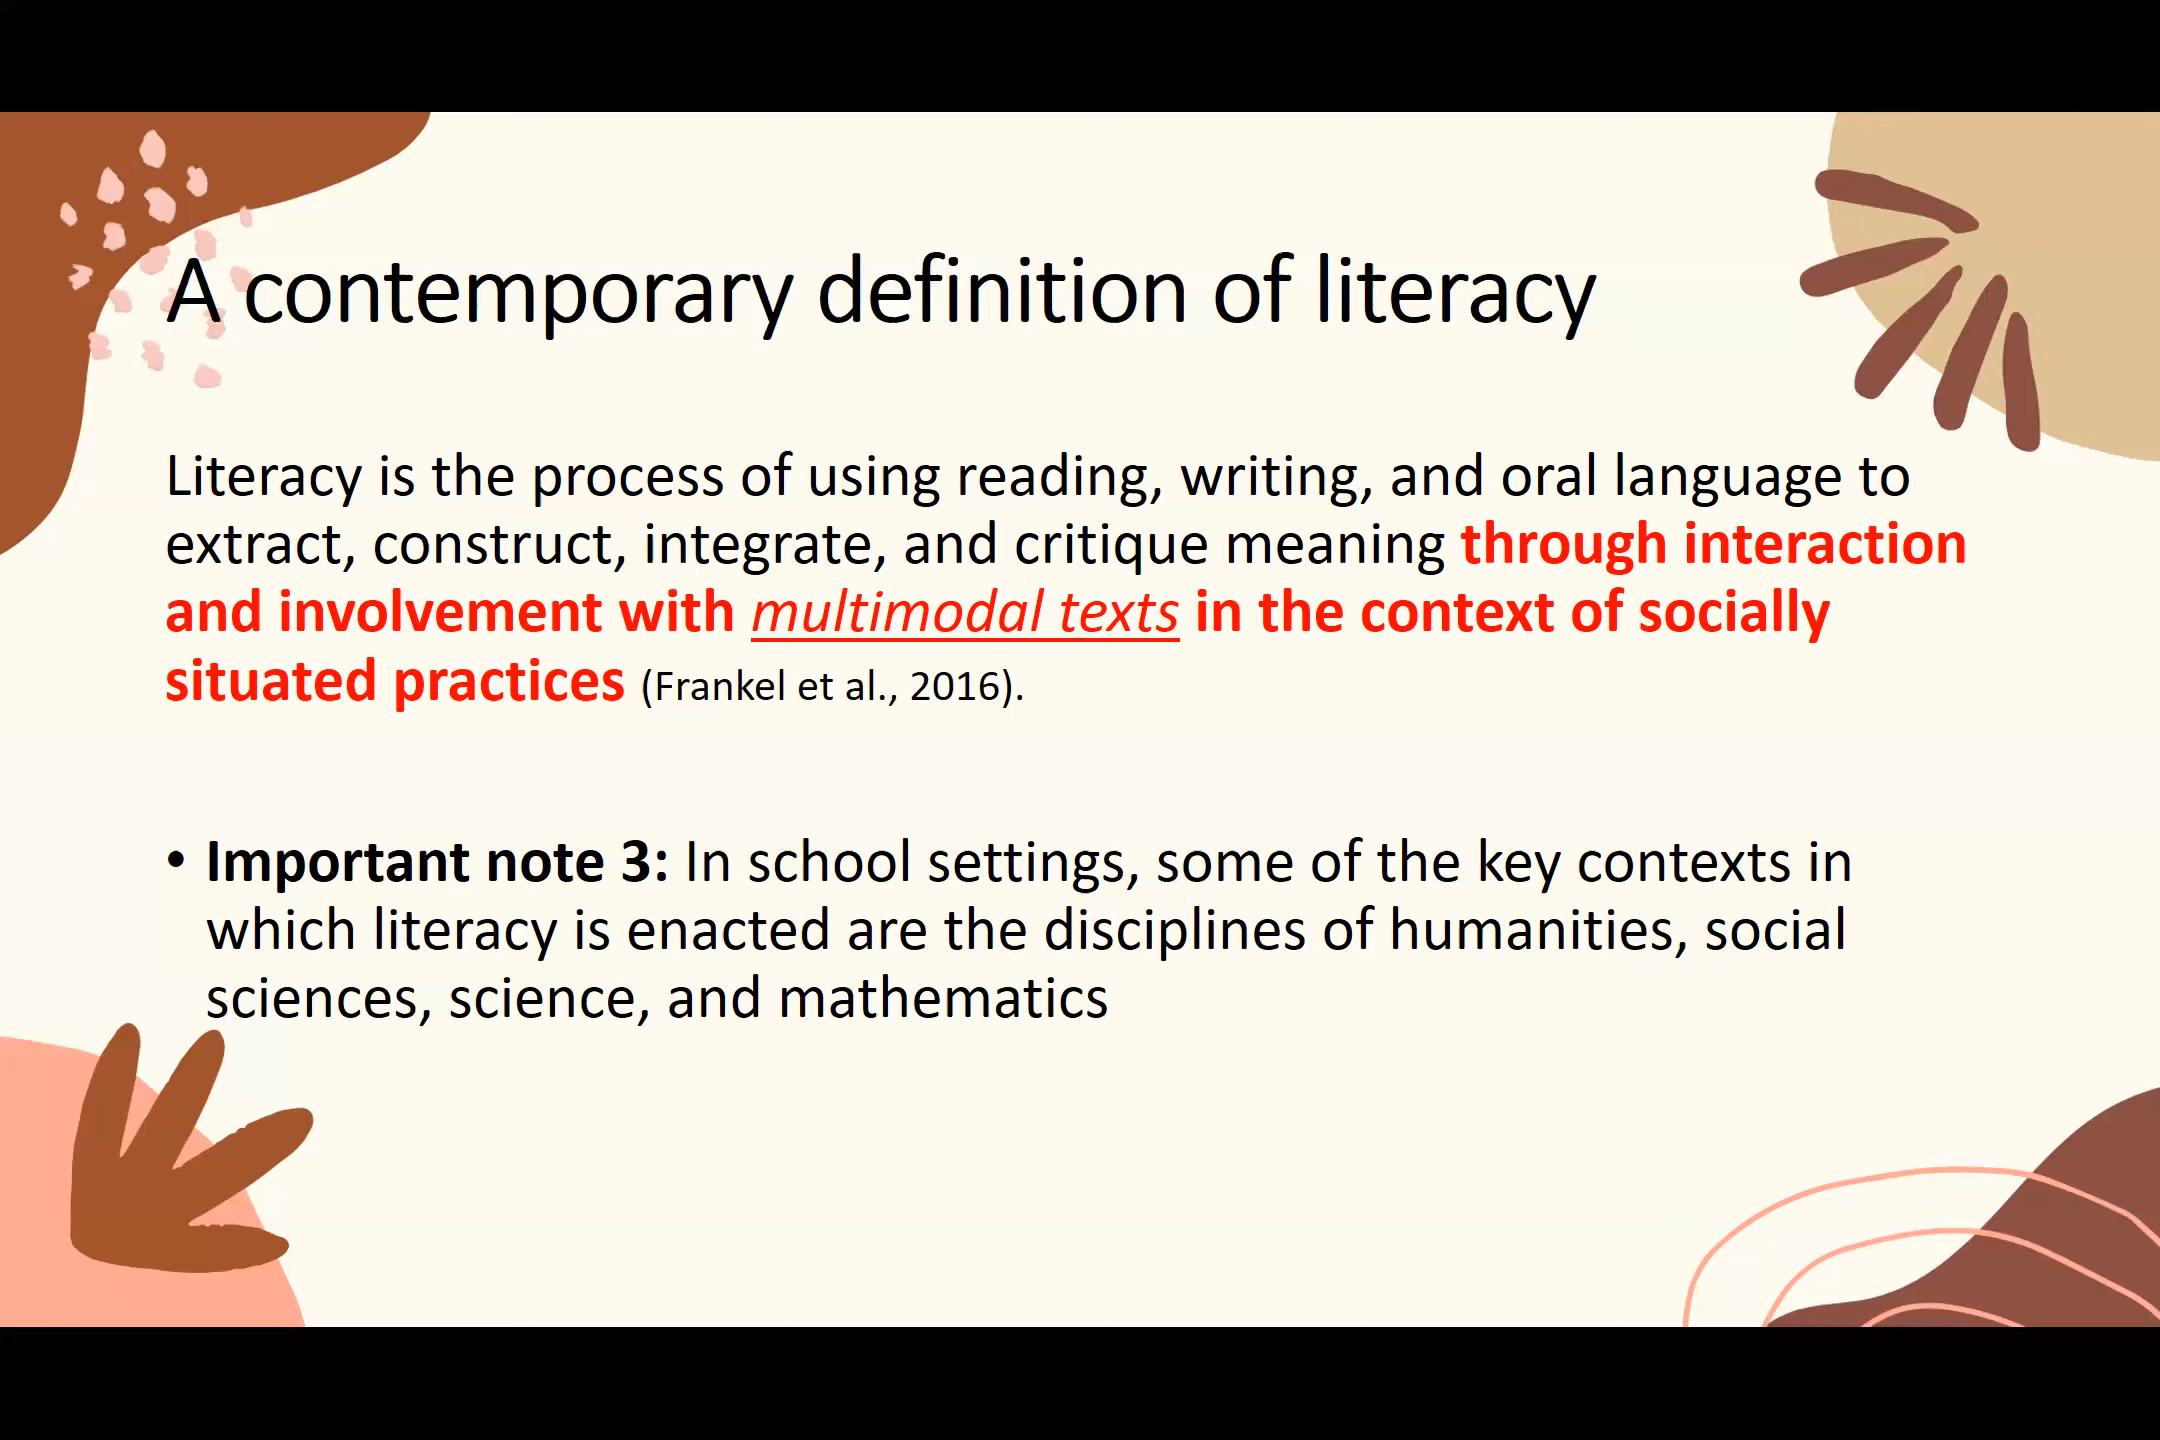 A contemporary definition of literacy
Literacy is the process of using reading, writing, and oral language to
extract, construct, integrate, and critique meaning through interaction
and involvement with multimodal texts in the context of socially
situated practices (Frankel et al., 2016).
• Important note 3: In school settings, some of the key contexts in
which literacy is enacted are the disciplines of humanities, social
sciences, science, and mathematics